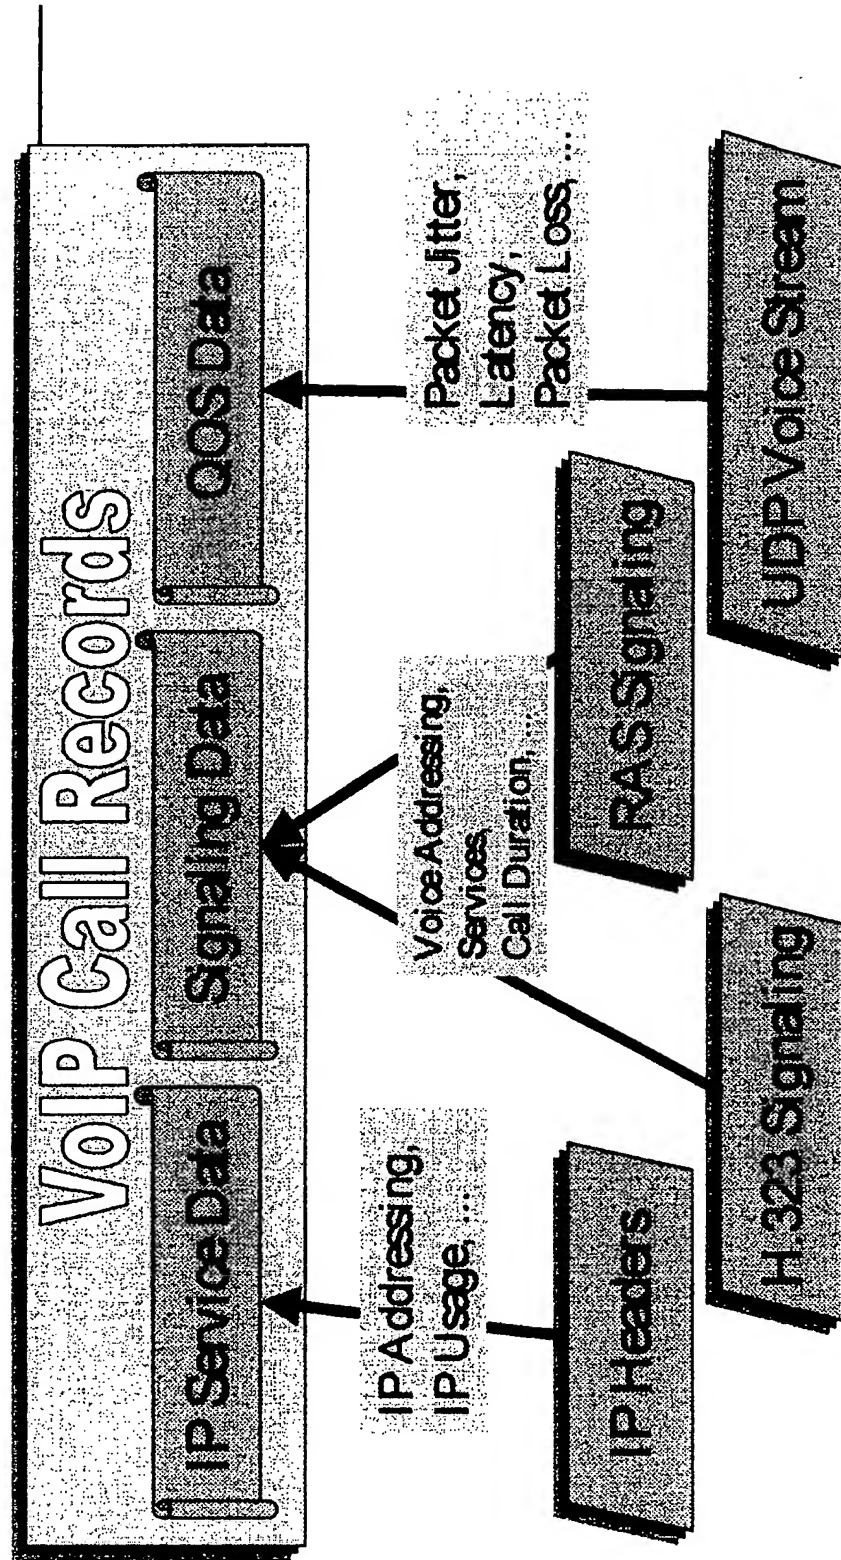 VoIP Call Records
IP Service Data
Signaling Data
QOS Data
IP Addressing,
IP Usage, ...
Voice Addressing,
Services,
Call Duration, ...
Packet Jitter,
Latency,
Packet Loss, ...
IP Headers
H.323 Signaling
RAS Signaling
UDP Voice Stream